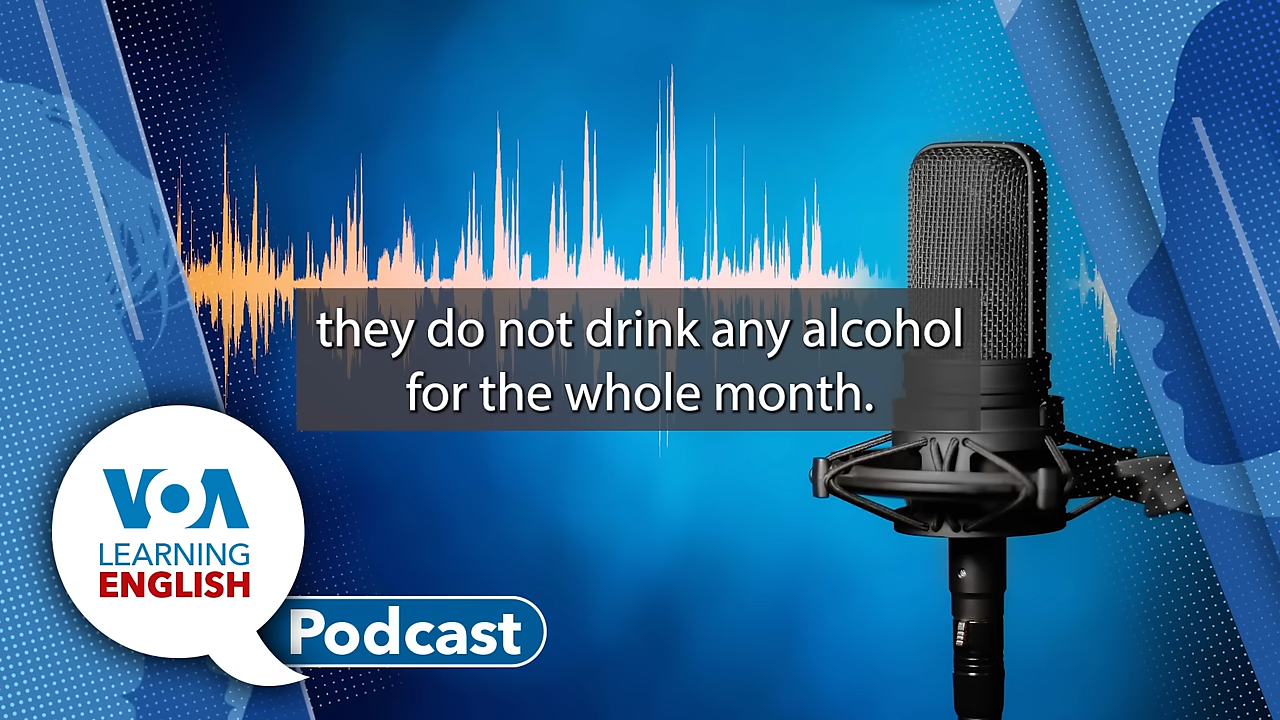 they do not drink any alcohol
for the whole month.
VOA
LEARNING
ENGLISH
Podcast